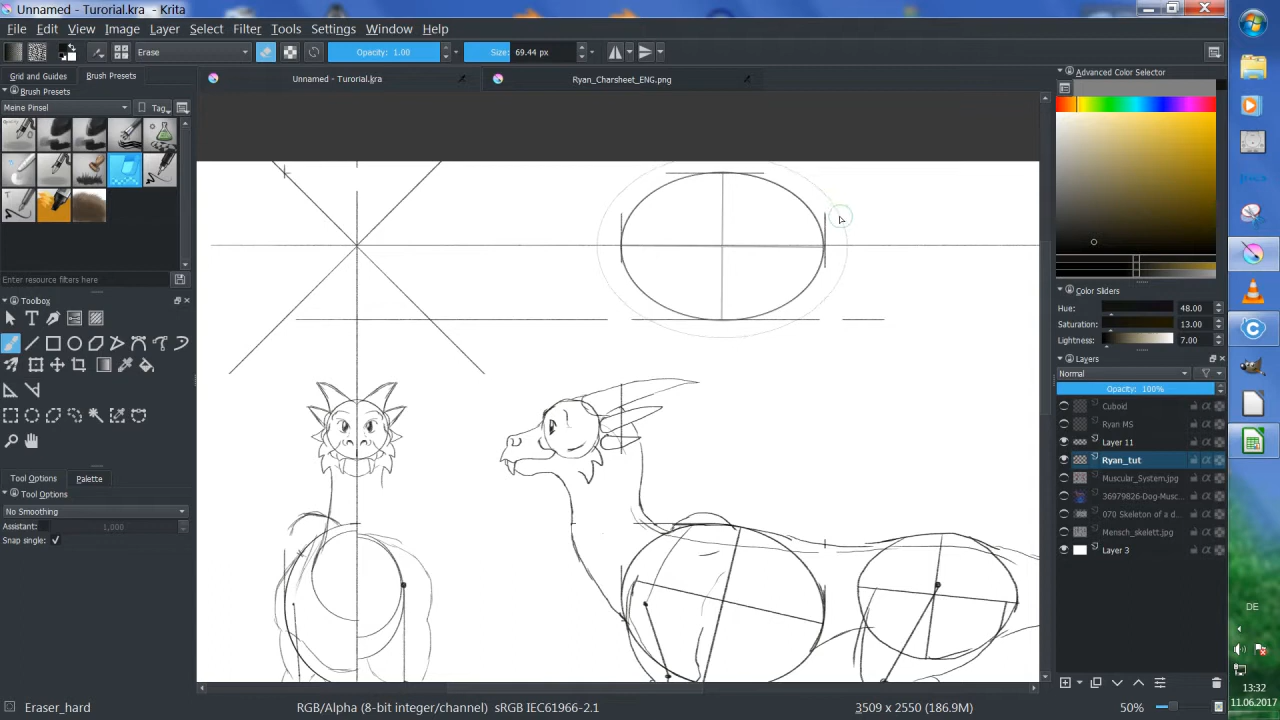 Unnamed - Turorial.kra - Krita
File Edit View Image Layer Select Filter Tools Settings Window Help
Erase
Opacity: 1.00
Size: 69.44 px
Grid and Guides
Brush Presets
Unnamed - Turorial.kra
Ryan_Charsheet_ENG.png
Brush Presets
Meine Pinsel
Tag
Enter resource filters
Toolbox
Tool Options
Palette
Tool Options
No Smoothing
Assistant:
1,000
Snap single:
Advanced Color Selector
Color Sliders
Hue: 48.00
Saturation: 13.00
Lightness: 7.00
Layers
Normal
Opacity: 100%
Cuboid
Ryan MS
Layer 11
Ryan_tut
Muscular_System.jpg
36979826-Dog-Musc...
070 Skeleton of a d...
Mensch_skelett.jpg
Layer 3
DE
13:32
11.06.2017
Eraser_hard
RGB/Alpha (8-bit integer/channel) sRGB IEC61966-2.1
3509 x 2550 (186.9M)
50%